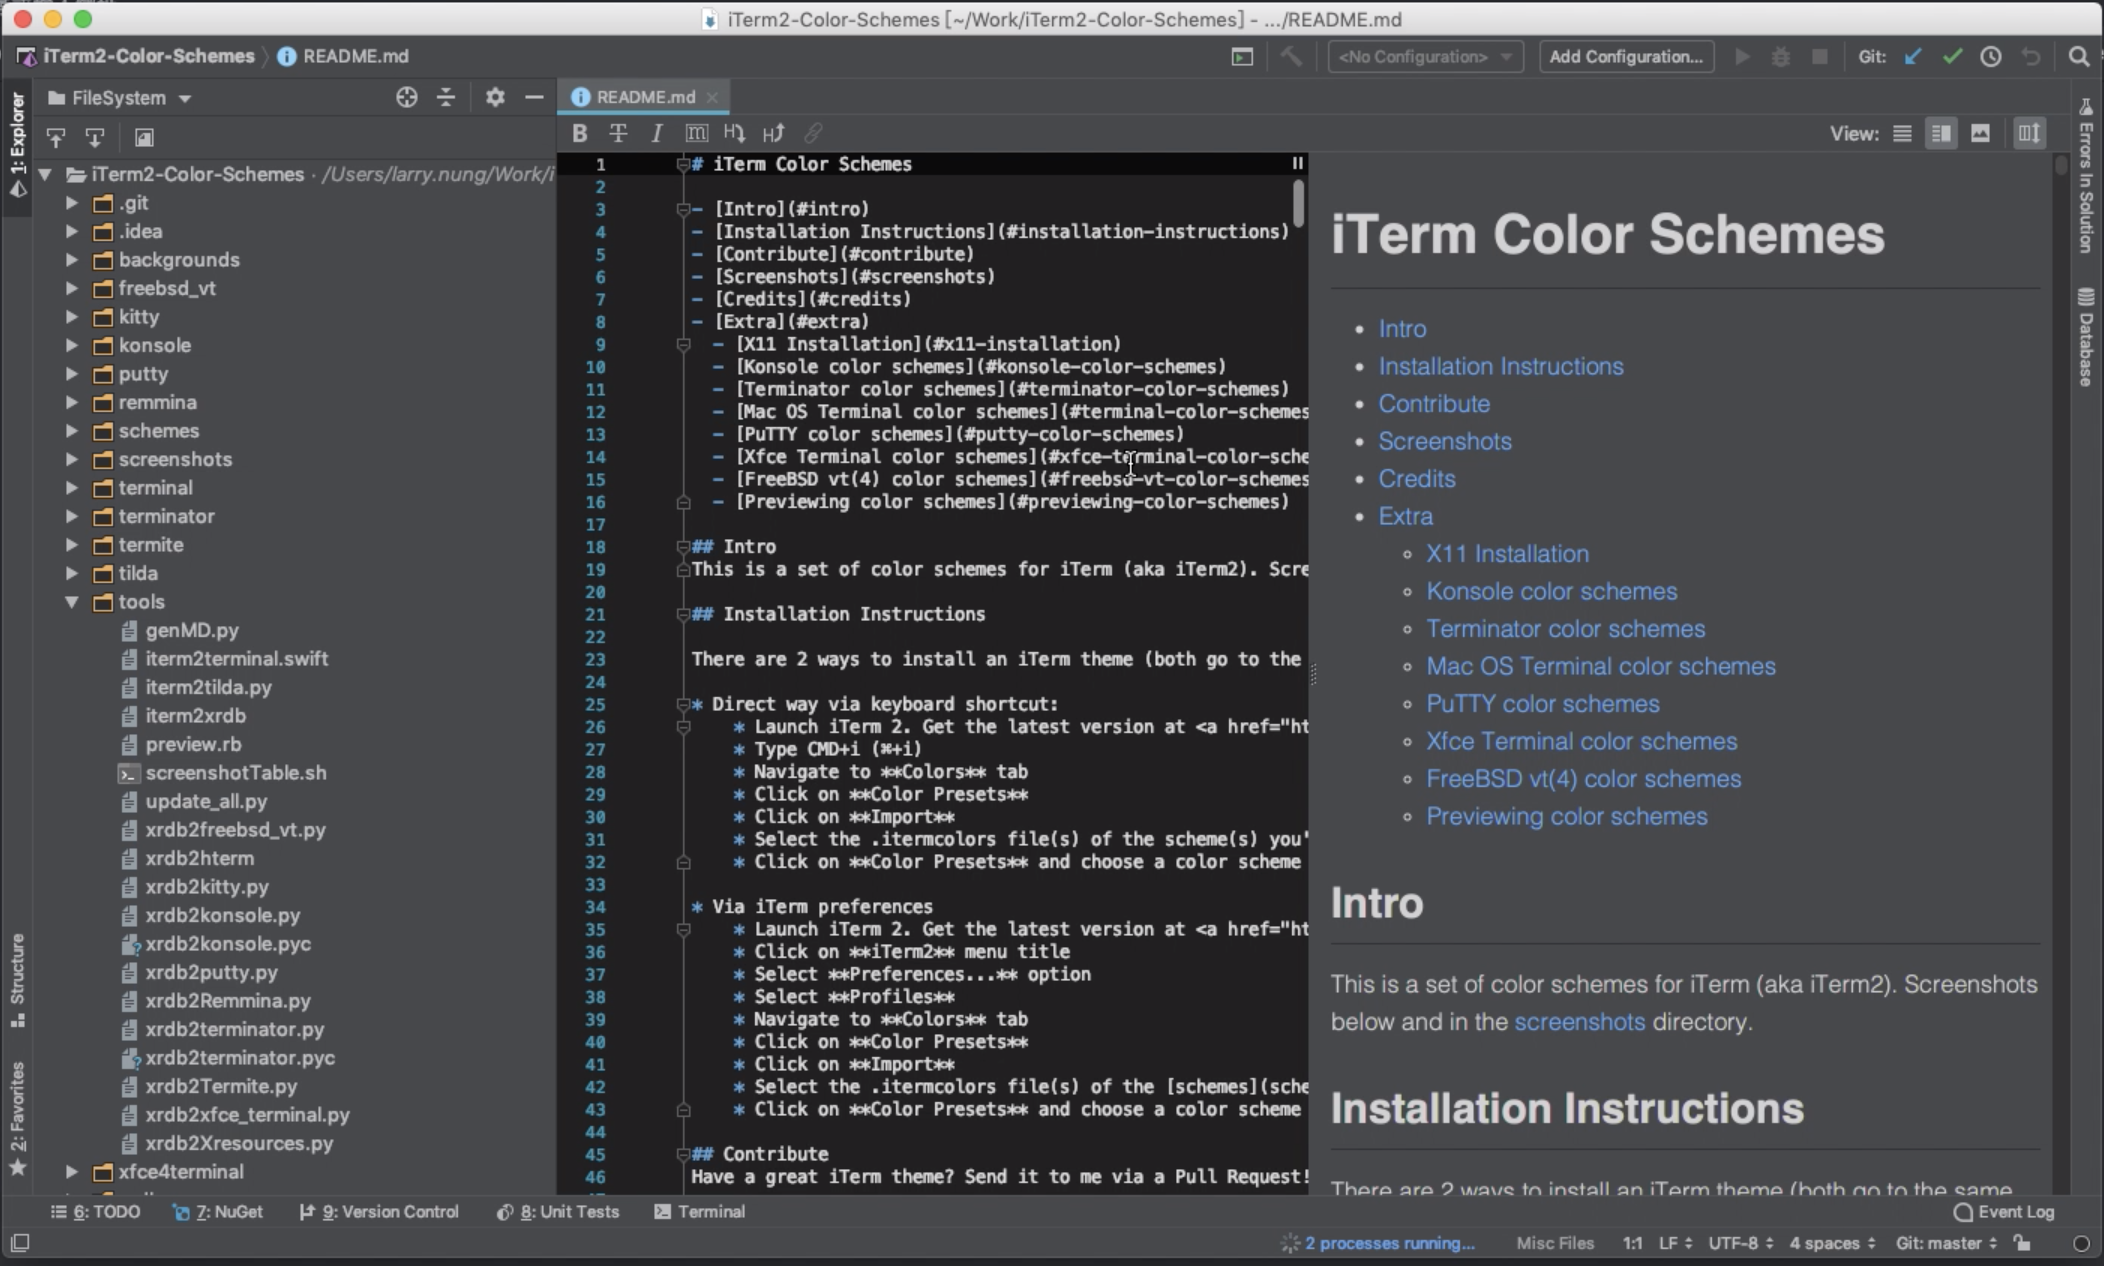 iTerm2-Color-Schemes [~/Work/iTerm2-Color-Schemes] - .../README.md
iTerm2-Color-Schemes
README.md
<No Configuration>
Add Configuration...
Git:
1: Explorer
FileSystem
README.md
B T I m H H
View:
iTerm2-Color-Schemes · /Users/larry.nung/Work/i
.git
.idea
backgrounds
freebsd_vt
kitty
konsole
putty
remmina
schemes
screenshots
terminal
terminator
termite
tilda
tools
genMD.py
iterm2terminal.swift
iterm2tilda.py
iterm2xrdb
preview.rb
screenshotTable.sh
update_all.py
xrdb2freebsd_vt.py
xrdb2hterm
xrdb2kitty.py
xrdb2konsole.py
xrdb2konsole.pyc
xrdb2putty.py
xrdb2Remmina.py
xrdb2terminator.py
xrdb2terminator.pyc
xrdb2Termite.py
xrdb2xfce_terminal.py
xrdb2Xresources.py
xfce4terminal
Structure
2: Favorites
1 # iTerm Color Schemes
2
3 - [Intro](#intro)
4 - [Installation Instructions](#installation-instructions)
5 - [Contribute](#contribute)
6 - [Screenshots](#screenshots)
7 - [Credits](#credits)
8 - [Extra](#extra)
9 - [X11 Installation](#x11-installation)
10 - [Konsole color schemes](#konsole-color-schemes)
11 - [Terminator color schemes](#terminator-color-schemes)
12 - [Mac OS Terminal color schemes](#terminal-color-schemes
13 - [PuTTY color schemes](#putty-color-schemes)
14 - [Xfce Terminal color schemes](#xfce-terminal-color-sche
15 - [FreeBSD vt(4) color schemes](#freebsd-vt-color-schemes
16 - [Previewing color schemes](#previewing-color-schemes)
17
18 ## Intro
19 This is a set of color schemes for iTerm (aka iTerm2). Scre
20
21 ## Installation Instructions
22
23 There are 2 ways to install an iTerm theme (both go to the
24
25 * Direct way via keyboard shortcut:
26 * Launch iTerm 2. Get the latest version at <a href="ht
27 * Type CMD+i (⌘+i)
28 * Navigate to **Colors** tab
29 * Click on **Color Presets**
30 * Click on **Import**
31 * Select the .itermcolors file(s) of the scheme(s) you'
32 * Click on **Color Presets** and choose a color scheme
33
34 * Via iTerm preferences
35 * Launch iTerm 2. Get the latest version at <a href="ht
36 * Click on **iTerm2** menu title
37 * Select **Preferences...** option
38 * Select **Profiles**
39 * Navigate to **Colors** tab
40 * Click on **Color Presets**
41 * Click on **Import**
42 * Select the .itermcolors file(s) of the [schemes](sche
43 * Click on **Color Presets** and choose a color scheme
44
45 ## Contribute
46 Have a great iTerm theme? Send it to me via a Pull Request!
iTerm Color Schemes
• Intro
• Installation Instructions
• Contribute
• Screenshots
• Credits
• Extra
◦ X11 Installation
◦ Konsole color schemes
◦ Terminator color schemes
◦ Mac OS Terminal color schemes
◦ PuTTY color schemes
◦ Xfce Terminal color schemes
◦ FreeBSD vt(4) color schemes
◦ Previewing color schemes
Intro
This is a set of color schemes for iTerm (aka iTerm2). Screenshots
below and in the screenshots directory.
Installation Instructions
There are 2 ways to install an iTerm theme (both go to the same
Errors In Solution
Database
6: TODO
7: NuGet
9: Version Control
8: Unit Tests
Terminal
Event Log
2 processes running...
Misc Files
1:1
LF
UTF-8
4 spaces
Git: master